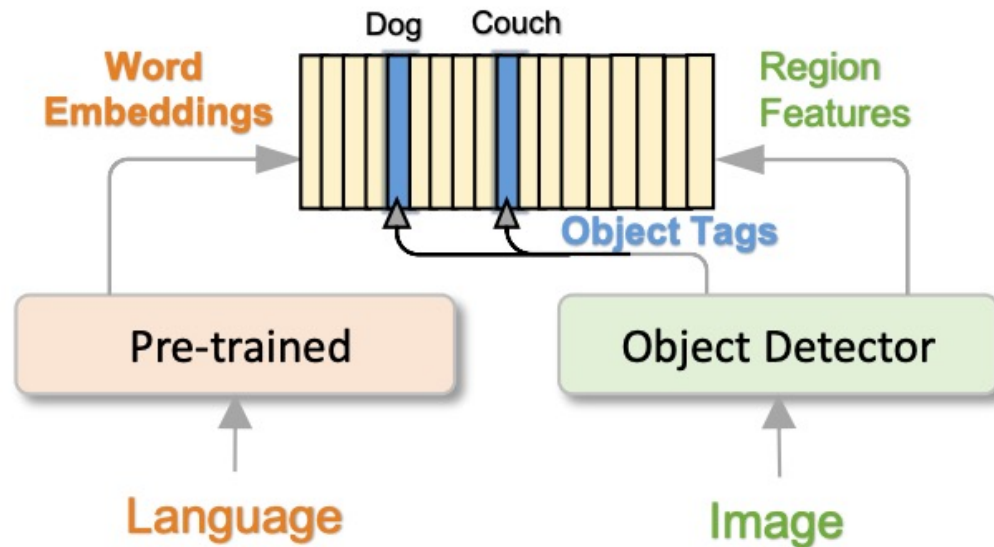 Dog
Couch
Word
Embeddings
Region
Features
Object Tags
Pre-trained
Object Detector
Language
Image